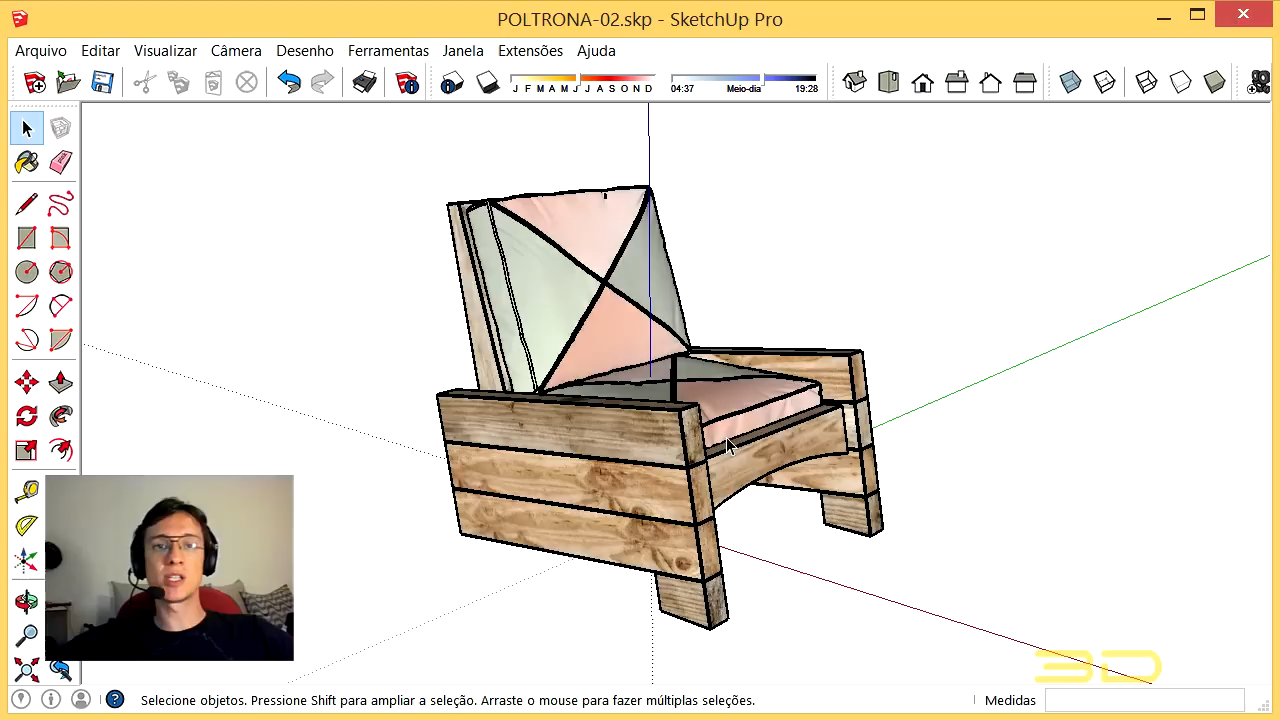 POLTRONA-02.skp - SketchUp Pro
Arquivo Editar Visualizar Câmera Desenho Ferramentas Janela Extensões Ajuda
J F M A M J J A S O N D
04:37 Meio-dia 19:28
3D
Selecione objetos. Pressione Shift para ampliar a seleção. Arraste o mouse para fazer múltiplas seleções.
Medidas